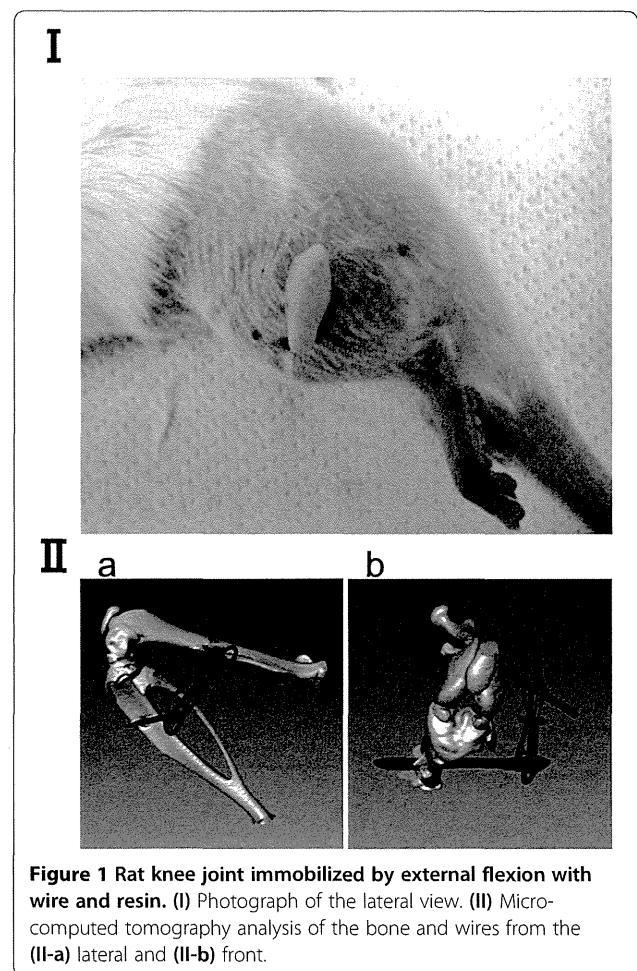 I
II
a
b
Figure 1 Rat knee joint immobilized by external flexion with
wire and resin. (I) Photograph of the lateral view. (II) Micro-
computed tomography analysis of the bone and wires from the
(II-a) lateral and (II-b) front.